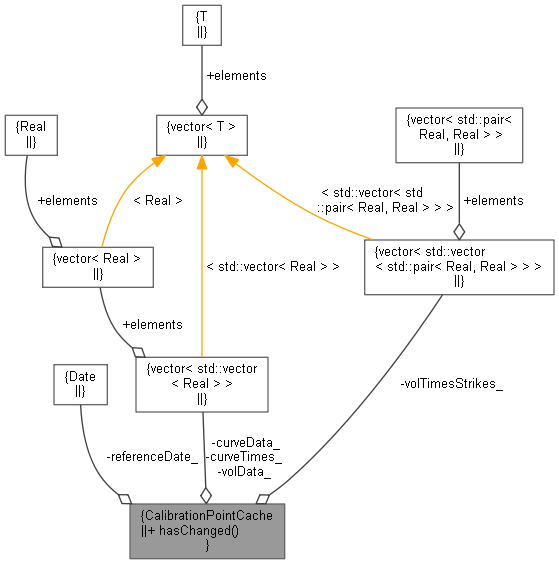 {T
||}
+elements
{Real
||}
{vector< T >
||}
{vector< std::pair<
Real, Real > >
||}
+elements
< Real >
< std::vector< std
::pair< Real, Real > > >
+elements
{vector< Real >
||}
< std::vector< Real > >
{vector< std::vector
< std::pair< Real, Real > > >
||}
+elements
{Date
||}
{vector< std::vector
< Real > >
||}
-volTimesStrikes_
-referenceDate_
-curveData_
-curveTimes_
-volData_
{CalibrationPointCache
||+ hasChanged()
}